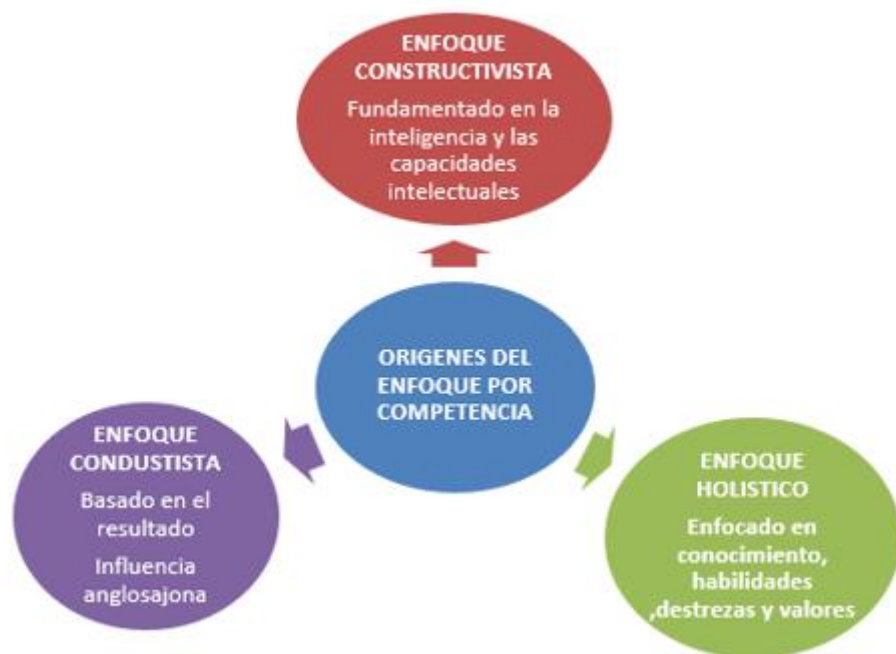 ENFOQUE
CONSTRUCTIVISTA
Fundamentado en la
inteligencia y las
capacidades
intelectuales
ORIGENES DEL
ENFOQUE POR
COMPETENCIA
ENFOQUE
CONDUSTISTA
Basado en el
resultado
Influencia
anglosajona
ENFOQUE
HOLISTICO
Enfocado en
conocimiento,
habilidades
,destrezas y valores